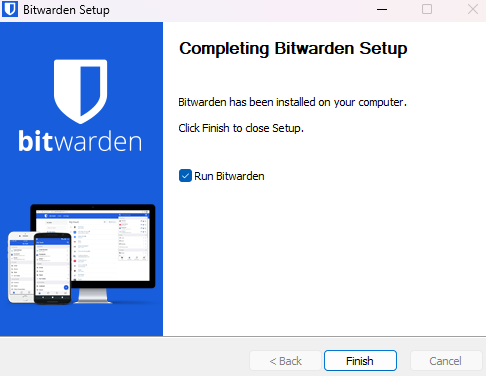 Bitwarden Setup
Completing Bitwarden Setup
bitwarden
Bitwarden has been installed on your computer.
Click Finish to close Setup.
Run Bitwarden
< Back
Finish
Cancel